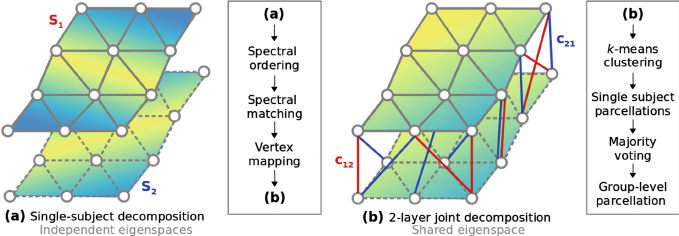 S1
S2
(a) Single-subject decomposition
Independent eigenspaces
(a)
Spectral
ordering
Spectral
matching
Vertex
mapping
(b)
c21
c12
(b) 2-layer joint decomposition
Shared eigenspace
(b)
k-means
clustering
Single subject
parcellations
Majority
voting
Group-level
parcellation